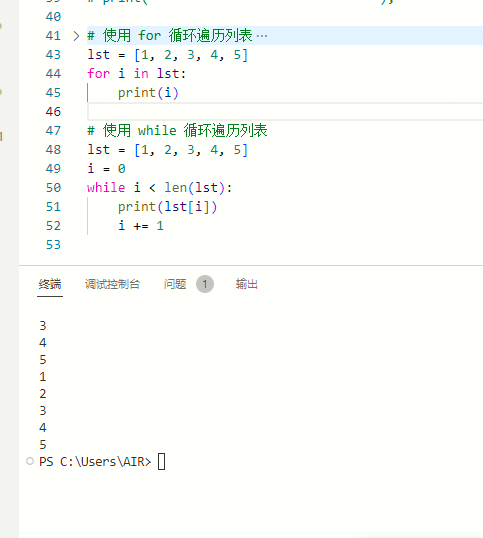 40
41 # 使用 for 循环遍历列表…
43 lst = [1, 2, 3, 4, 5]
44 for i in lst:
45     print(i)
46
47 # 使用 while 循环遍历列表
48 lst = [1, 2, 3, 4, 5]
49 i = 0
50 while i < len(lst):
51     print(lst[i])
52     i += 1
53
终端 调试控制台 问题 1 输出
3
4
5
1
2
3
4
5
PS C:\Users\AIR>